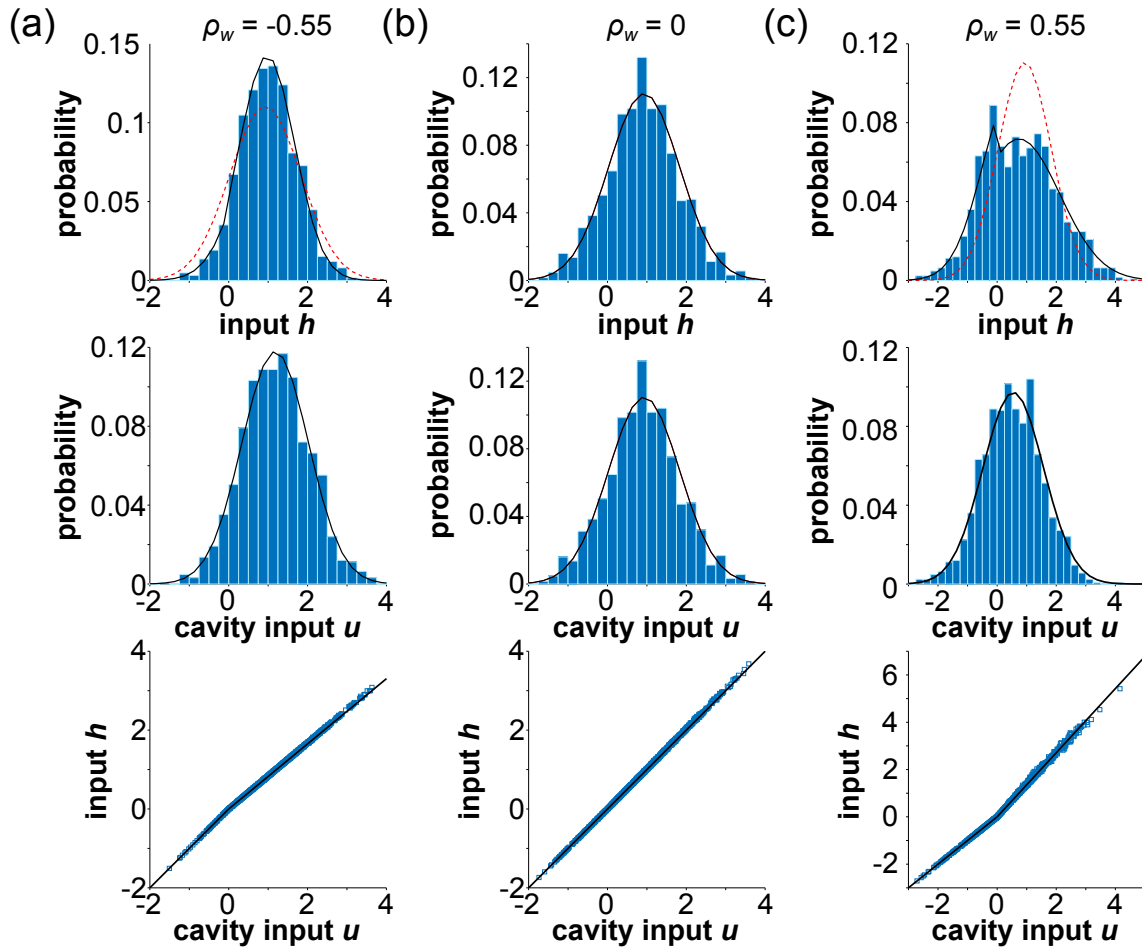 (a) ρw = -0.55 (b) ρw = 0 (c) ρw = 0.55
probability
0.15
0.1
0.05
0
-2 0 2 4
input h
probability
0.12
0.08
0.04
0
-2 0 2 4
input h
probability
0.12
0.08
0.04
0
-2 0 2 4
input h
probability
0.12
0.08
0.04
0
-2 0 2 4
cavity input u
probability
0.12
0.08
0.04
0
-2 0 2 4
cavity input u
probability
0.12
0.08
0.04
0
-2 0 2 4
cavity input u
input h
4
2
0
-2
-2 0 2 4
cavity input u
input h
4
2
0
-2
-2 0 2 4
cavity input u
input h
6
4
2
0
-2
-2 0 2 4
cavity input u